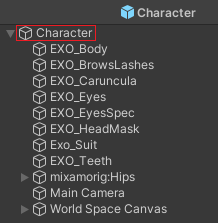 Character
Character
EXO_Body
EXO_BrowsLashes
EXO_Caruncula
EXO_Eyes
EXO_EyesSpec
EXO_HeadMask
Exo_Suit
EXO_Teeth
mixamorig:Hips
Main Camera
World Space Canvas